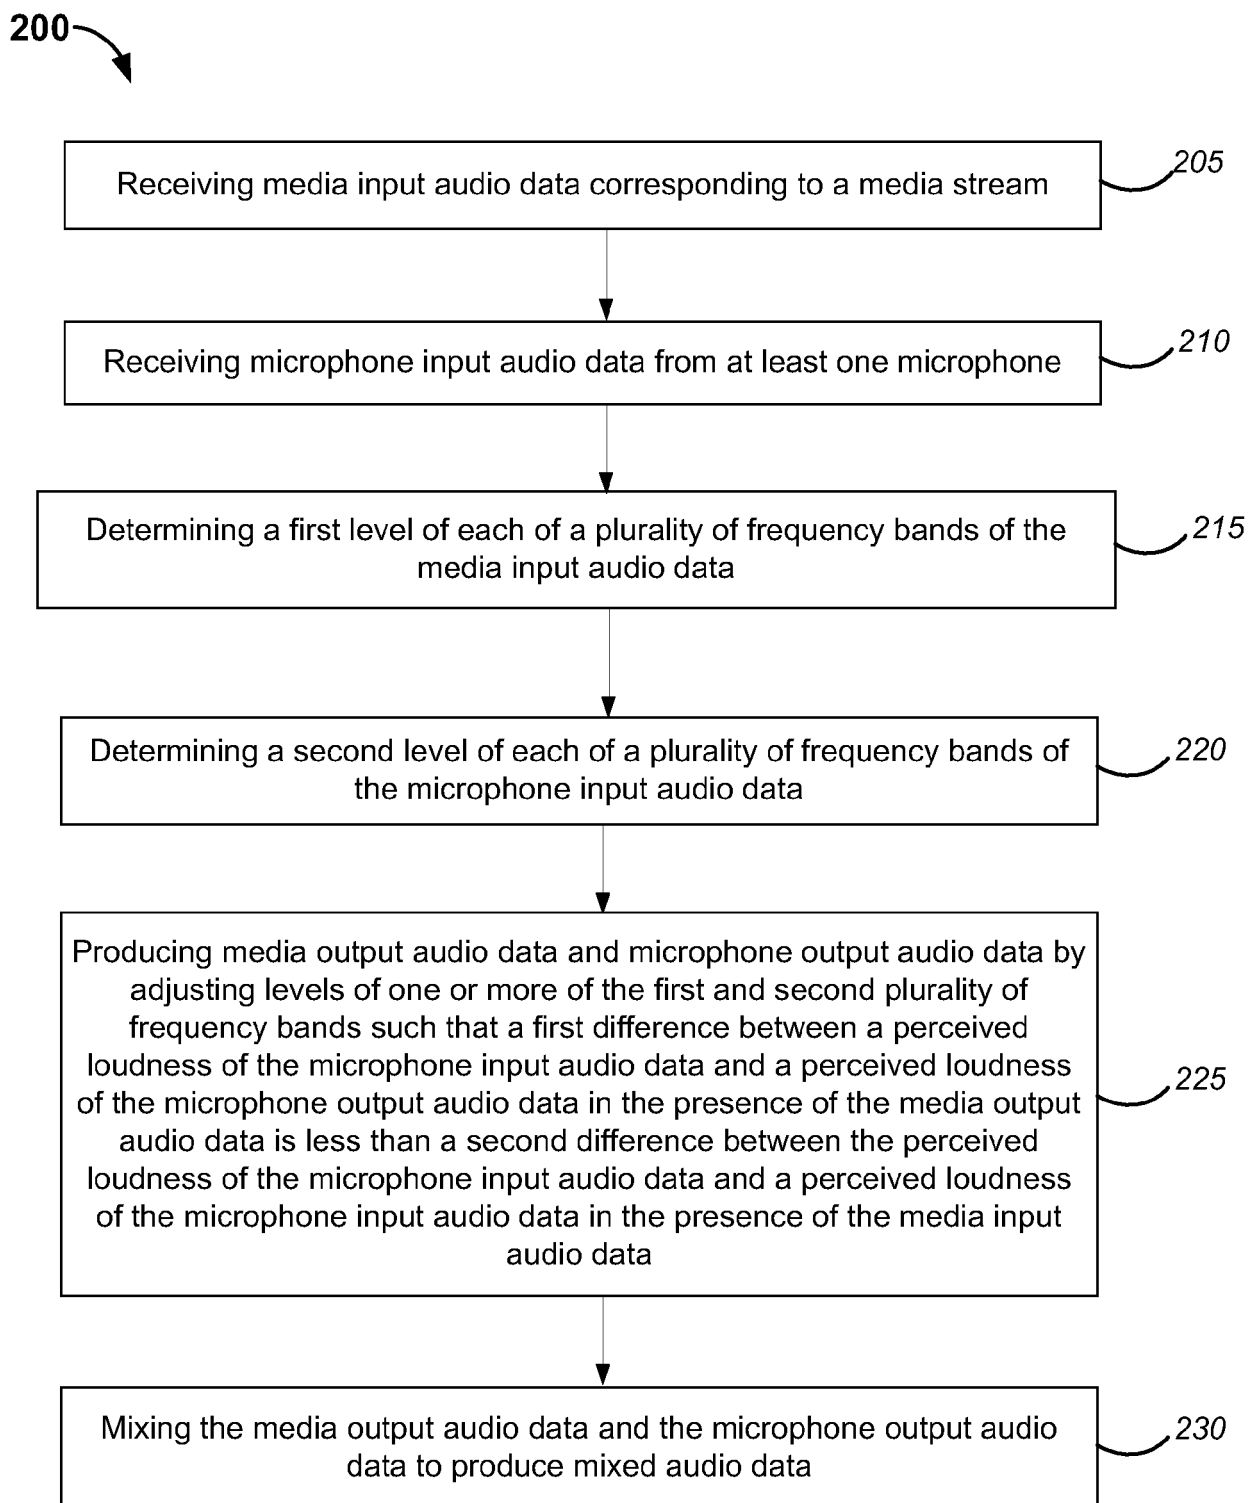 200
Receiving media input audio data corresponding to a media stream
205
Receiving microphone input audio data from at least one microphone
210
Determining a first level of each of a plurality of frequency bands of the
media input audio data
215
Determining a second level of each of a plurality of frequency bands of
the microphone input audio data
220
Producing media output audio data and microphone output audio data by
adjusting levels of one or more of the first and second plurality of
frequency bands such that a first difference between a perceived
loudness of the microphone input audio data and a perceived loudness
of the microphone output audio data in the presence of the media output
audio data is less than a second difference between the perceived
loudness of the microphone input audio data and a perceived loudness
of the microphone input audio data in the presence of the media input
audio data
225
Mixing the media output audio data and the microphone output audio
data to produce mixed audio data
230